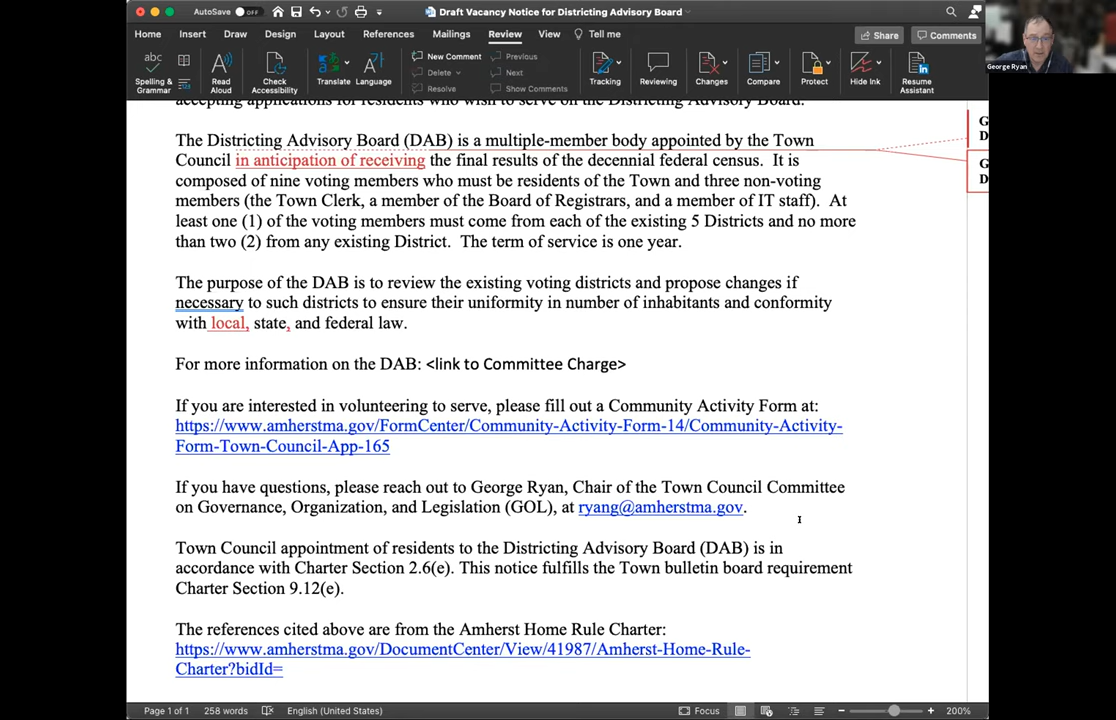 AutoSave OFF
Draft Vacancy Notice for Districting Advisory Board
Home Insert Draw Design Layout References Mailings Review View Tell me
Share Comments
abc
Spelling & Grammar
Read Aloud
Check Accessibility
Translate Language
New Comment
Delete
Resolve
Previous
Next
Show Comments
Tracking
Reviewing
Changes
Compare
Protect
Hide Ink
Resume Assistant
George Ryan
accepting applications for residents who wish to serve on the Districting Advisory Board.
The Districting Advisory Board (DAB) is a multiple-member body appointed by the Town
Council in anticipation of receiving the final results of the decennial federal census. It is
composed of nine voting members who must be residents of the Town and three non-voting
members (the Town Clerk, a member of the Board of Registrars, and a member of IT staff). At
least one (1) of the voting members must come from each of the existing 5 Districts and no more
than two (2) from any existing District. The term of service is one year.
G
D
G
D
The purpose of the DAB is to review the existing voting districts and propose changes if
necessary to such districts to ensure their uniformity in number of inhabitants and conformity
with local, state, and federal law.
For more information on the DAB: <link to Committee Charge>
If you are interested in volunteering to serve, please fill out a Community Activity Form at:
https://www.amherstma.gov/FormCenter/Community-Activity-Form-14/Community-Activity-
Form-Town-Council-App-165
If you have questions, please reach out to George Ryan, Chair of the Town Council Committee
on Governance, Organization, and Legislation (GOL), at ryang@amherstma.gov.
Town Council appointment of residents to the Districting Advisory Board (DAB) is in
accordance with Charter Section 2.6(e). This notice fulfills the Town bulletin board requirement
Charter Section 9.12(e).
The references cited above are from the Amherst Home Rule Charter:
https://www.amherstma.gov/DocumentCenter/View/41987/Amherst-Home-Rule-
Charter?bidId=
Page 1 of 1 258 words English (United States) Focus 200%